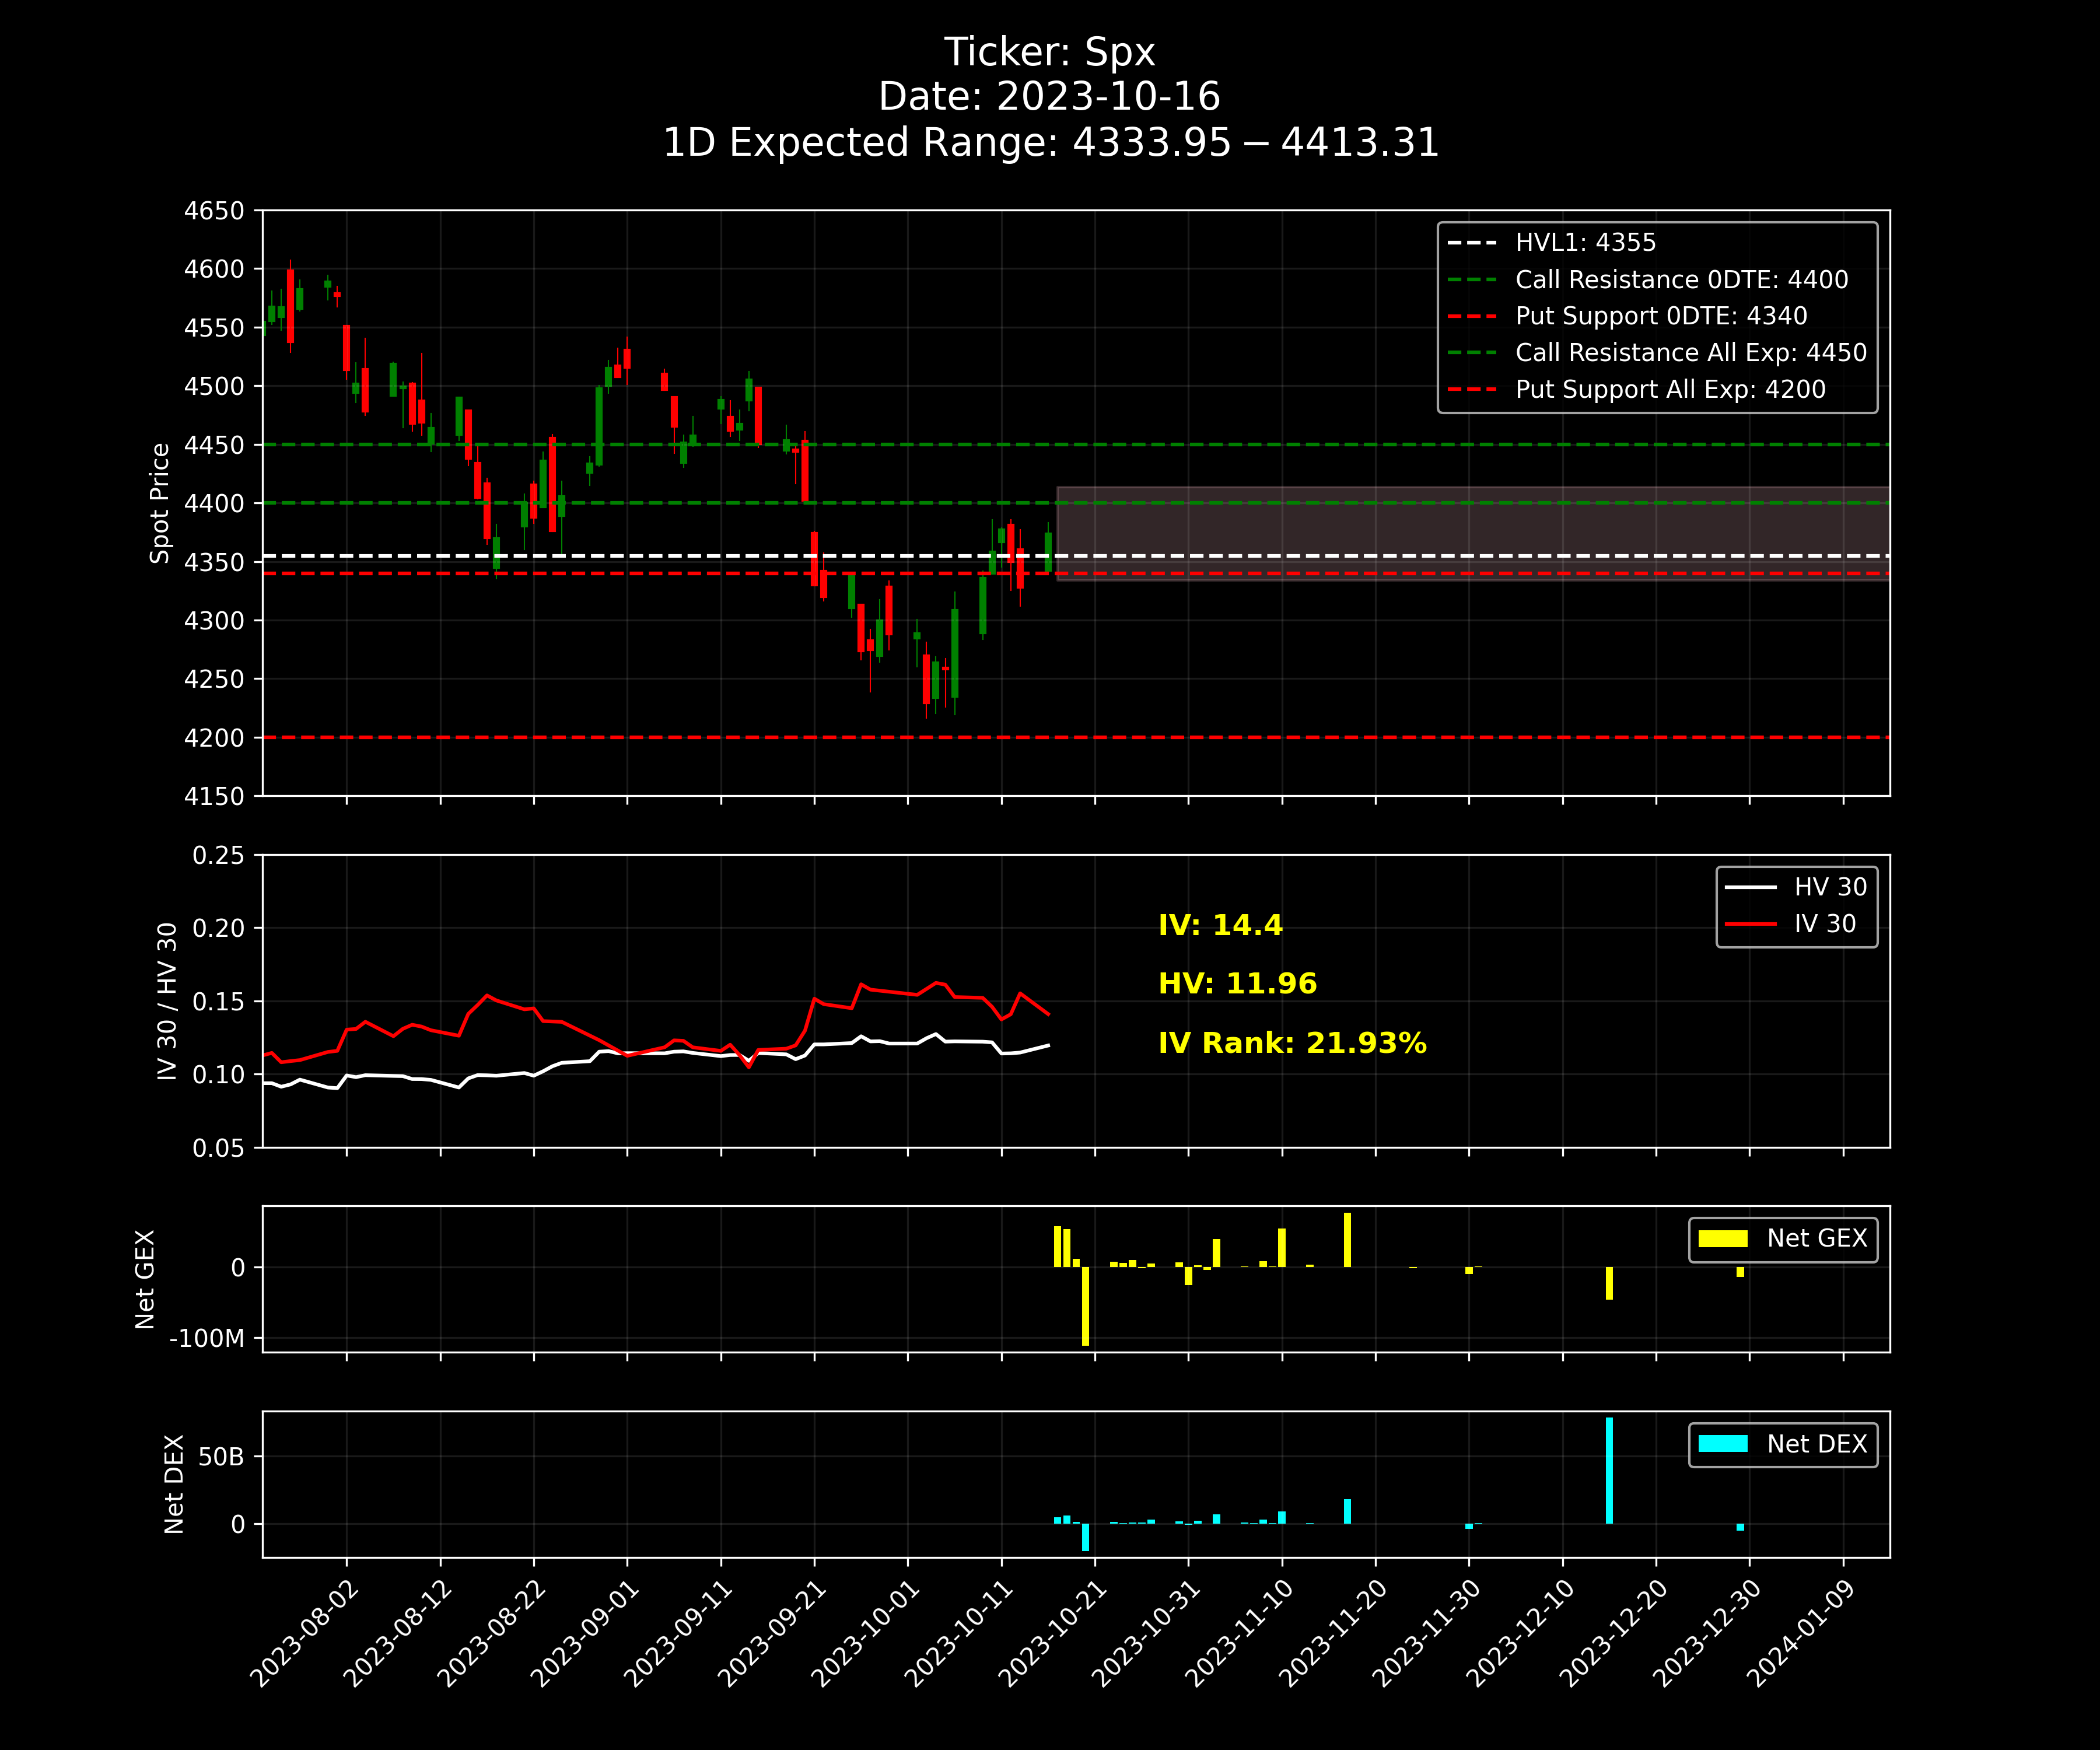 Ticker: Spx
Date: 2023-10-16
1D Expected Range: 4333.95 − 4413.31
4650
4600
4550
4500
4450
4400
4350
4300
4250
4200
4150
Spot Price
HVL1: 4355
Call Resistance 0DTE: 4400
Put Support 0DTE: 4340
Call Resistance All Exp: 4450
Put Support All Exp: 4200
0.25
0.20
0.15
0.10
0.05
IV 30 / HV 30
IV: 14.4
HV: 11.96
IV Rank: 21.93%
HV 30
IV 30
0
-100M
Net GEX
Net GEX
50B
0
Net DEX
Net DEX
2023-08-02
2023-08-12
2023-08-22
2023-09-01
2023-09-11
2023-09-21
2023-10-01
2023-10-11
2023-10-21
2023-10-31
2023-11-10
2023-11-20
2023-11-30
2023-12-10
2023-12-20
2023-12-30
2024-01-09